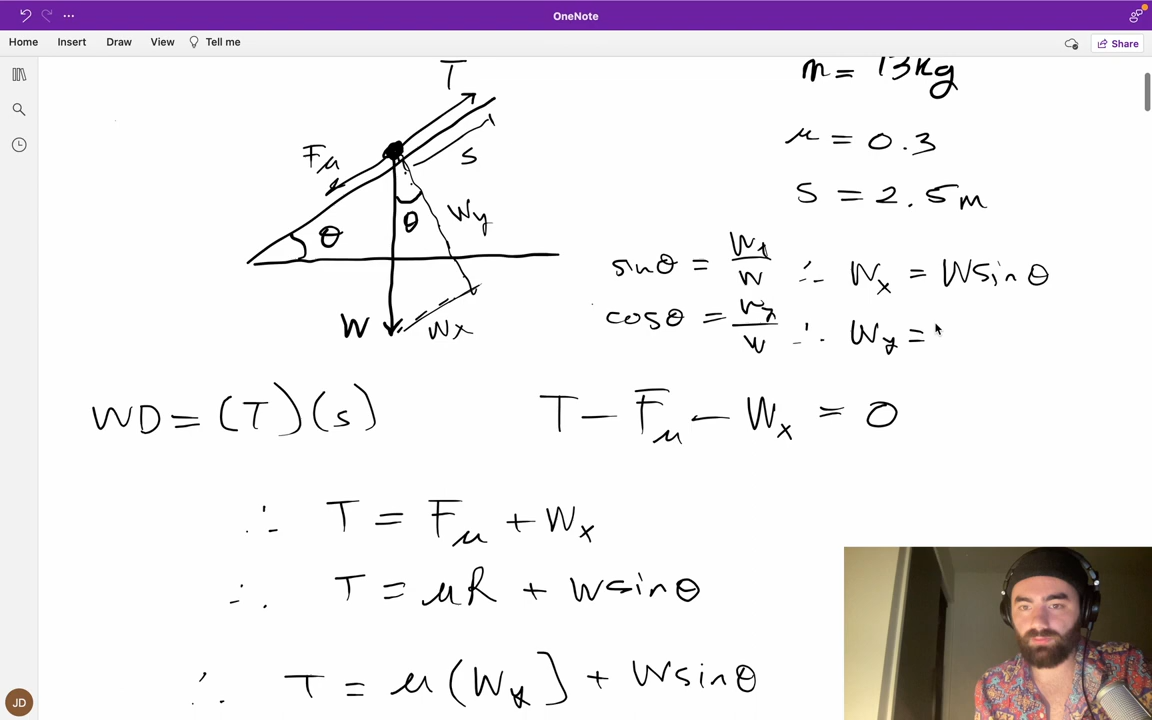 OneNote
Home Insert Draw View Tell me
Share
T
m = 13kg
Fμ
s
μ = 0.3
θ
θ
Wy
s = 2.5m
sinθ = Wx/W ∴ Wx = Wsinθ
W
Wx
cosθ = Wy/W ∴ Wy =
WD = (T)(s)
T - Fμ - Wx = 0
∴ T = Fμ + Wx
∴ T = μR + Wsinθ
∴ T = μ(Wy) + Wsinθ
JD